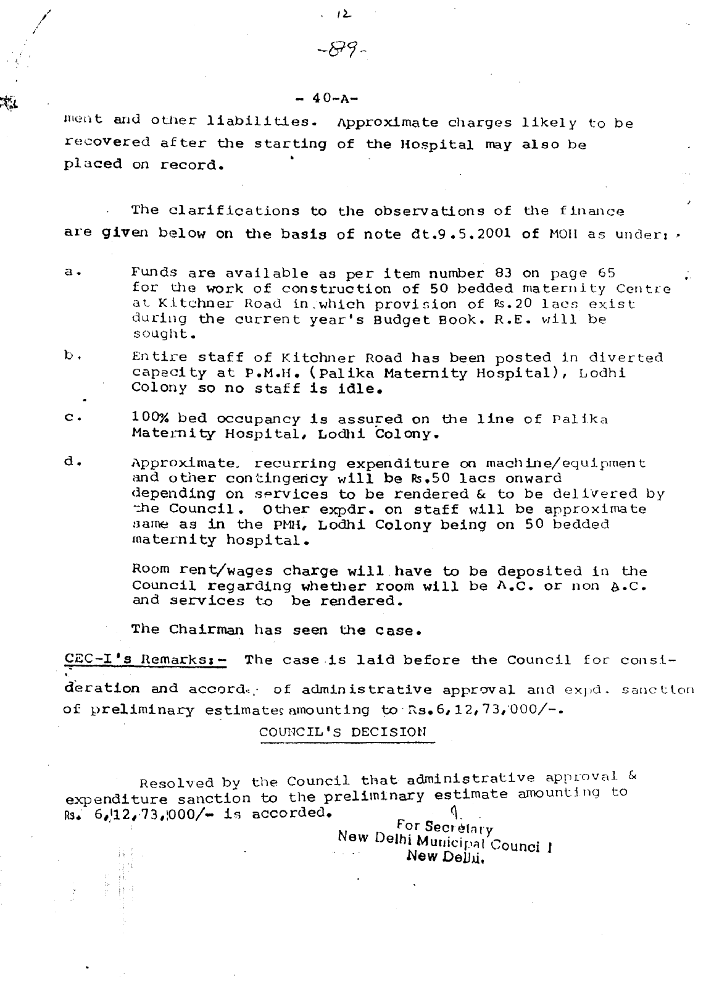 12
-879-
- 40-A-
ment and other liabilities. Approximate charges likely to be
recovered after the starting of the Hospital may also be
placed on record.
The clarifications to the observations of the finance
are given below on the basis of note dt.9.5.2001 of MOH as under:
a. Funds are available as per item number 83 on page 65
for the work of construction of 50 bedded maternity Centre
at Kitchner Road in which provision of Rs.20 lacs exist
during the current year's Budget Book. R.E. will be
sought.
b. Entire staff of Kitchner Road has been posted in diverted
capacity at P.M.H. (Palika Maternity Hospital), Lodhi
Colony so no staff is idle.
c. 100% bed occupancy is assured on the line of Palika
Maternity Hospital, Lodhi Colony.
d. Approximate recurring expenditure on machine/equipment
and other contingency will be Rs.50 lacs onward
depending on services to be rendered & to be delivered by
the Council. Other expdr. on staff will be approximate
same as in the PMH, Lodhi Colony being on 50 bedded
maternity hospital.
Room rent/wages charge will have to be deposited in the
Council regarding whether room will be A.C. or non A.C.
and services to be rendered.
The Chairman has seen the case.
CEC-I's Remarks:- The case is laid before the Council for consi-
deration and accord of administrative approval and expd. sanction
of preliminary estimates amounting to Rs.6,12,73,000/-.
COUNCIL'S DECISION
Resolved by the Council that administrative approval &
expenditure sanction to the preliminary estimate amounting to
Rs. 6,12,73,000/- is accorded.
For Secretary
New Delhi Municipal Council
New Delhi.